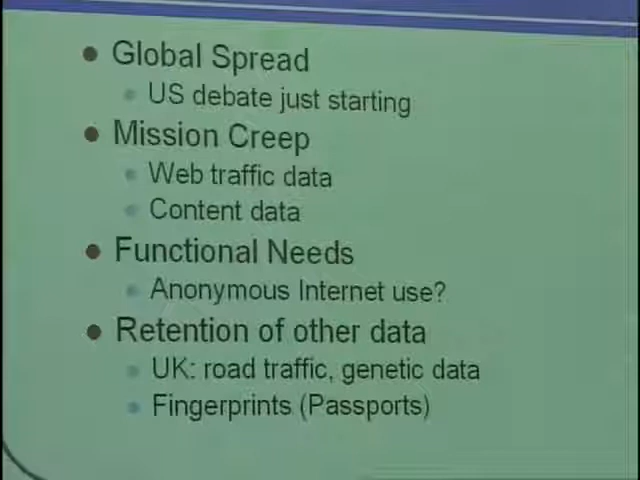 Global Spread
US debate just starting
Mission Creep
Web traffic data
Content data
Functional Needs
Anonymous Internet use?
Retention of other data
UK: road traffic, genetic data
Fingerprints (Passports)